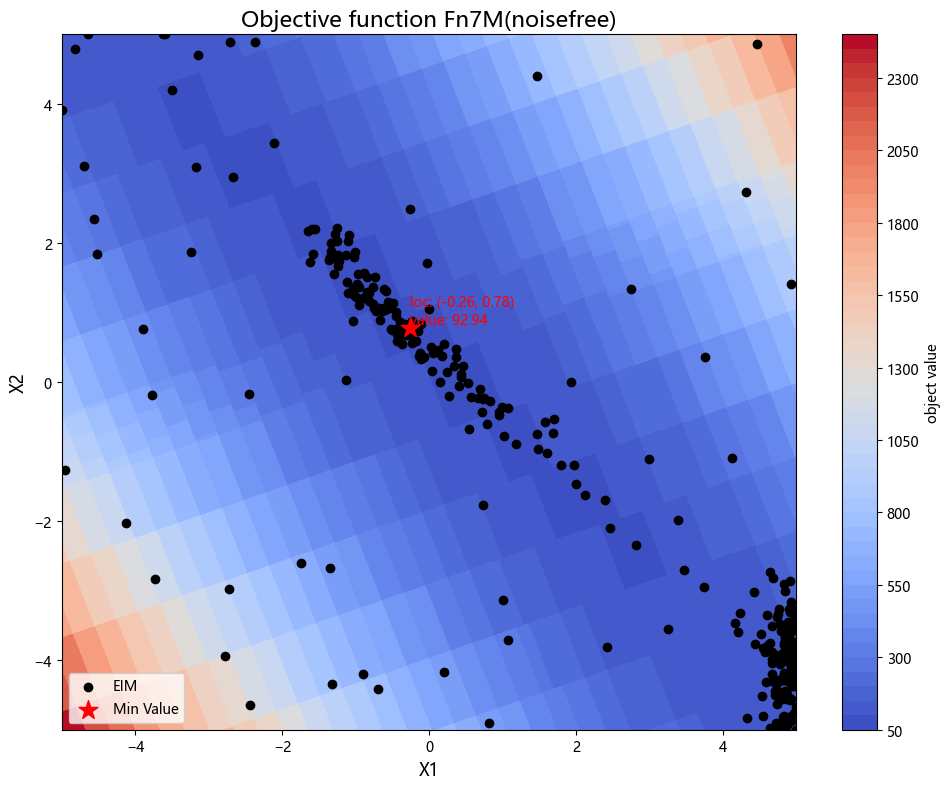 Objective function Fn7M(noisefree)
4
2
0
−2
−4
X2
−4
−2
0
2
4
X1
loc: (-0.26, 0.78)
value: 92.94
EIM
Min Value
2300
2050
1800
1550
1300
1050
800
550
300
50
object value